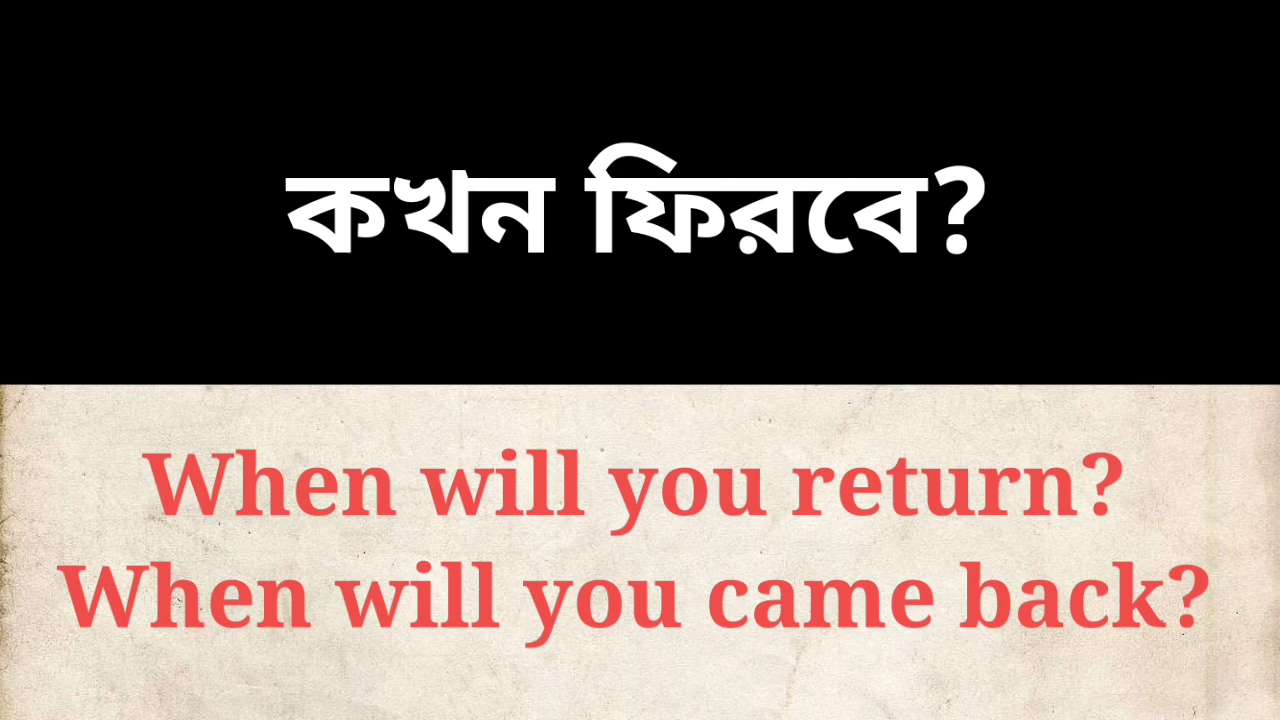 কখন ফিরবে?
When will you return?
When will you came back?